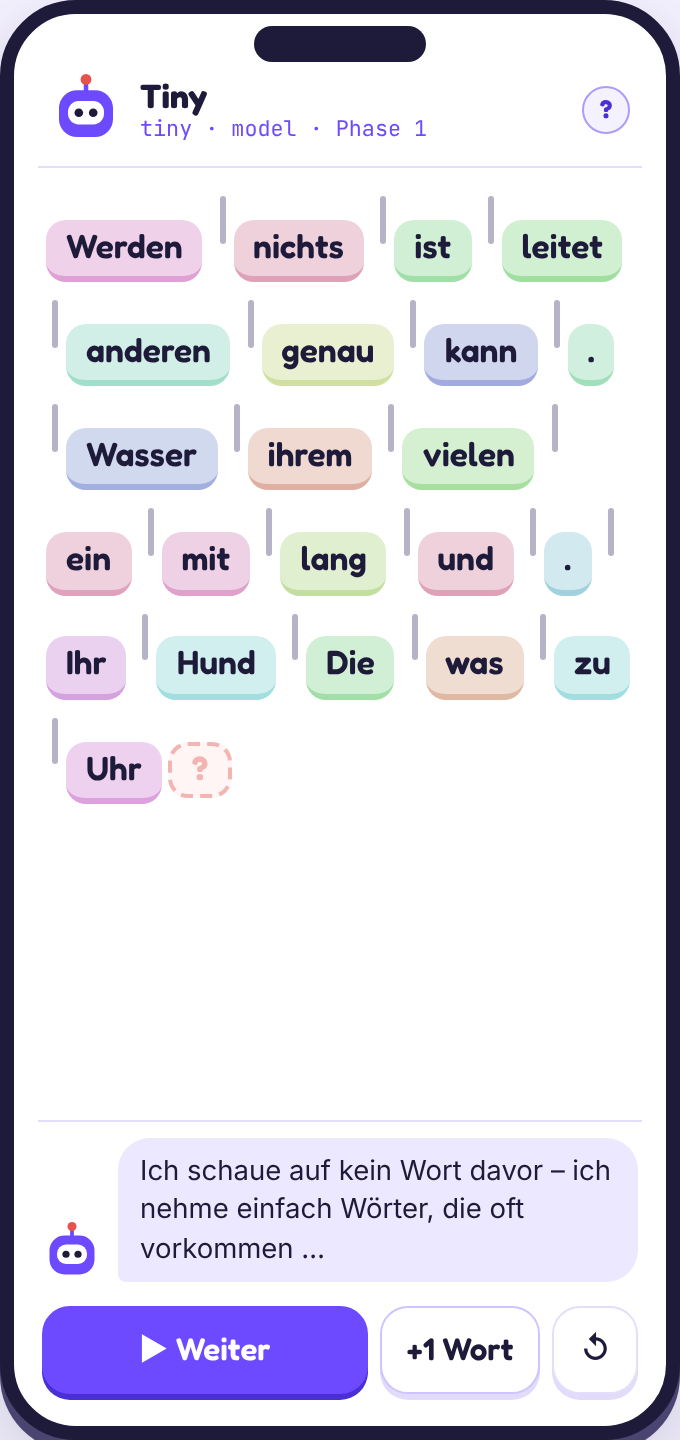 Tiny
tiny · model · Phase 1
?
Werden nichts ist leitet
anderen genau kann .
Wasser ihrem vielen
ein mit lang und .
Ihr Hund Die was zu
Uhr ?
Ich schaue auf kein Wort davor – ich
nehme einfach Wörter, die oft
vorkommen ...
Weiter
+1 Wort